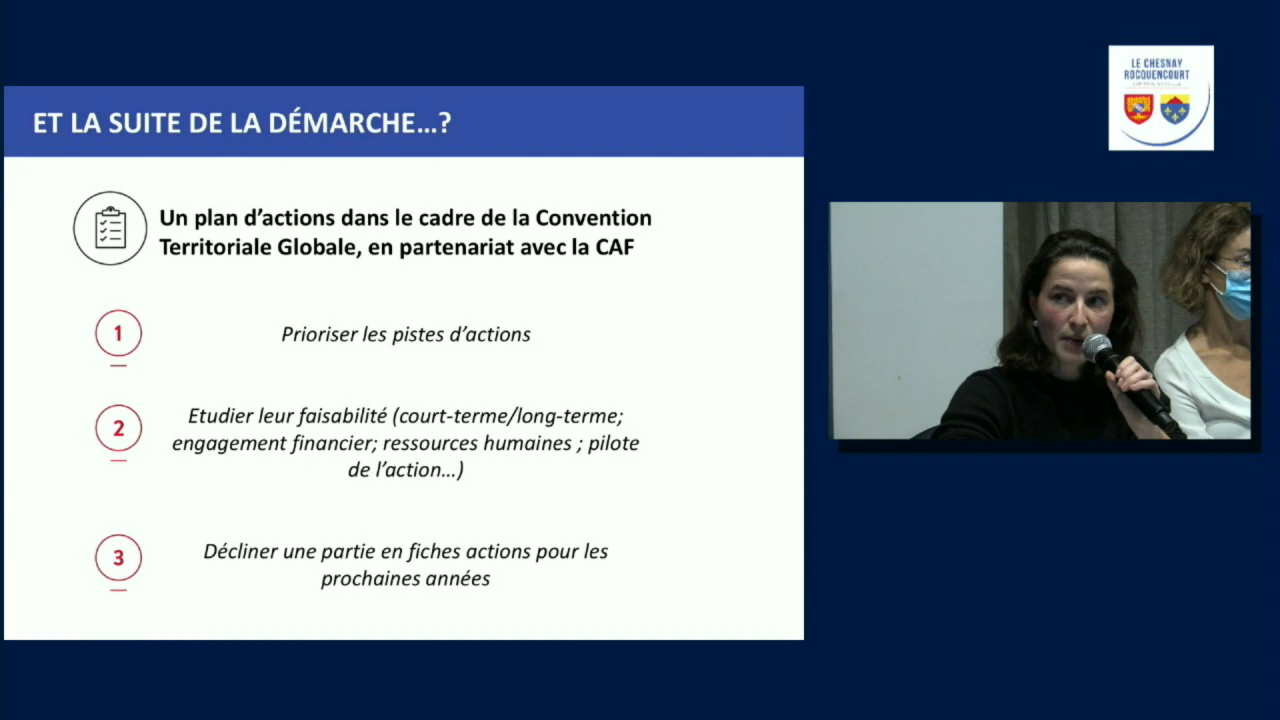 LE CHESNAY
ROCQUENCOURT
ET LA SUITE DE LA DÉMARCHE...?
Un plan d'actions dans le cadre de la Convention
Territoriale Globale, en partenariat avec la CAF
1
Prioriser les pistes d'actions
2
Etudier leur faisabilité (court-terme/long-terme;
engagement financier; ressources humaines ; pilote
de l'action...)
3
Décliner une partie en fiches actions pour les
prochaines années